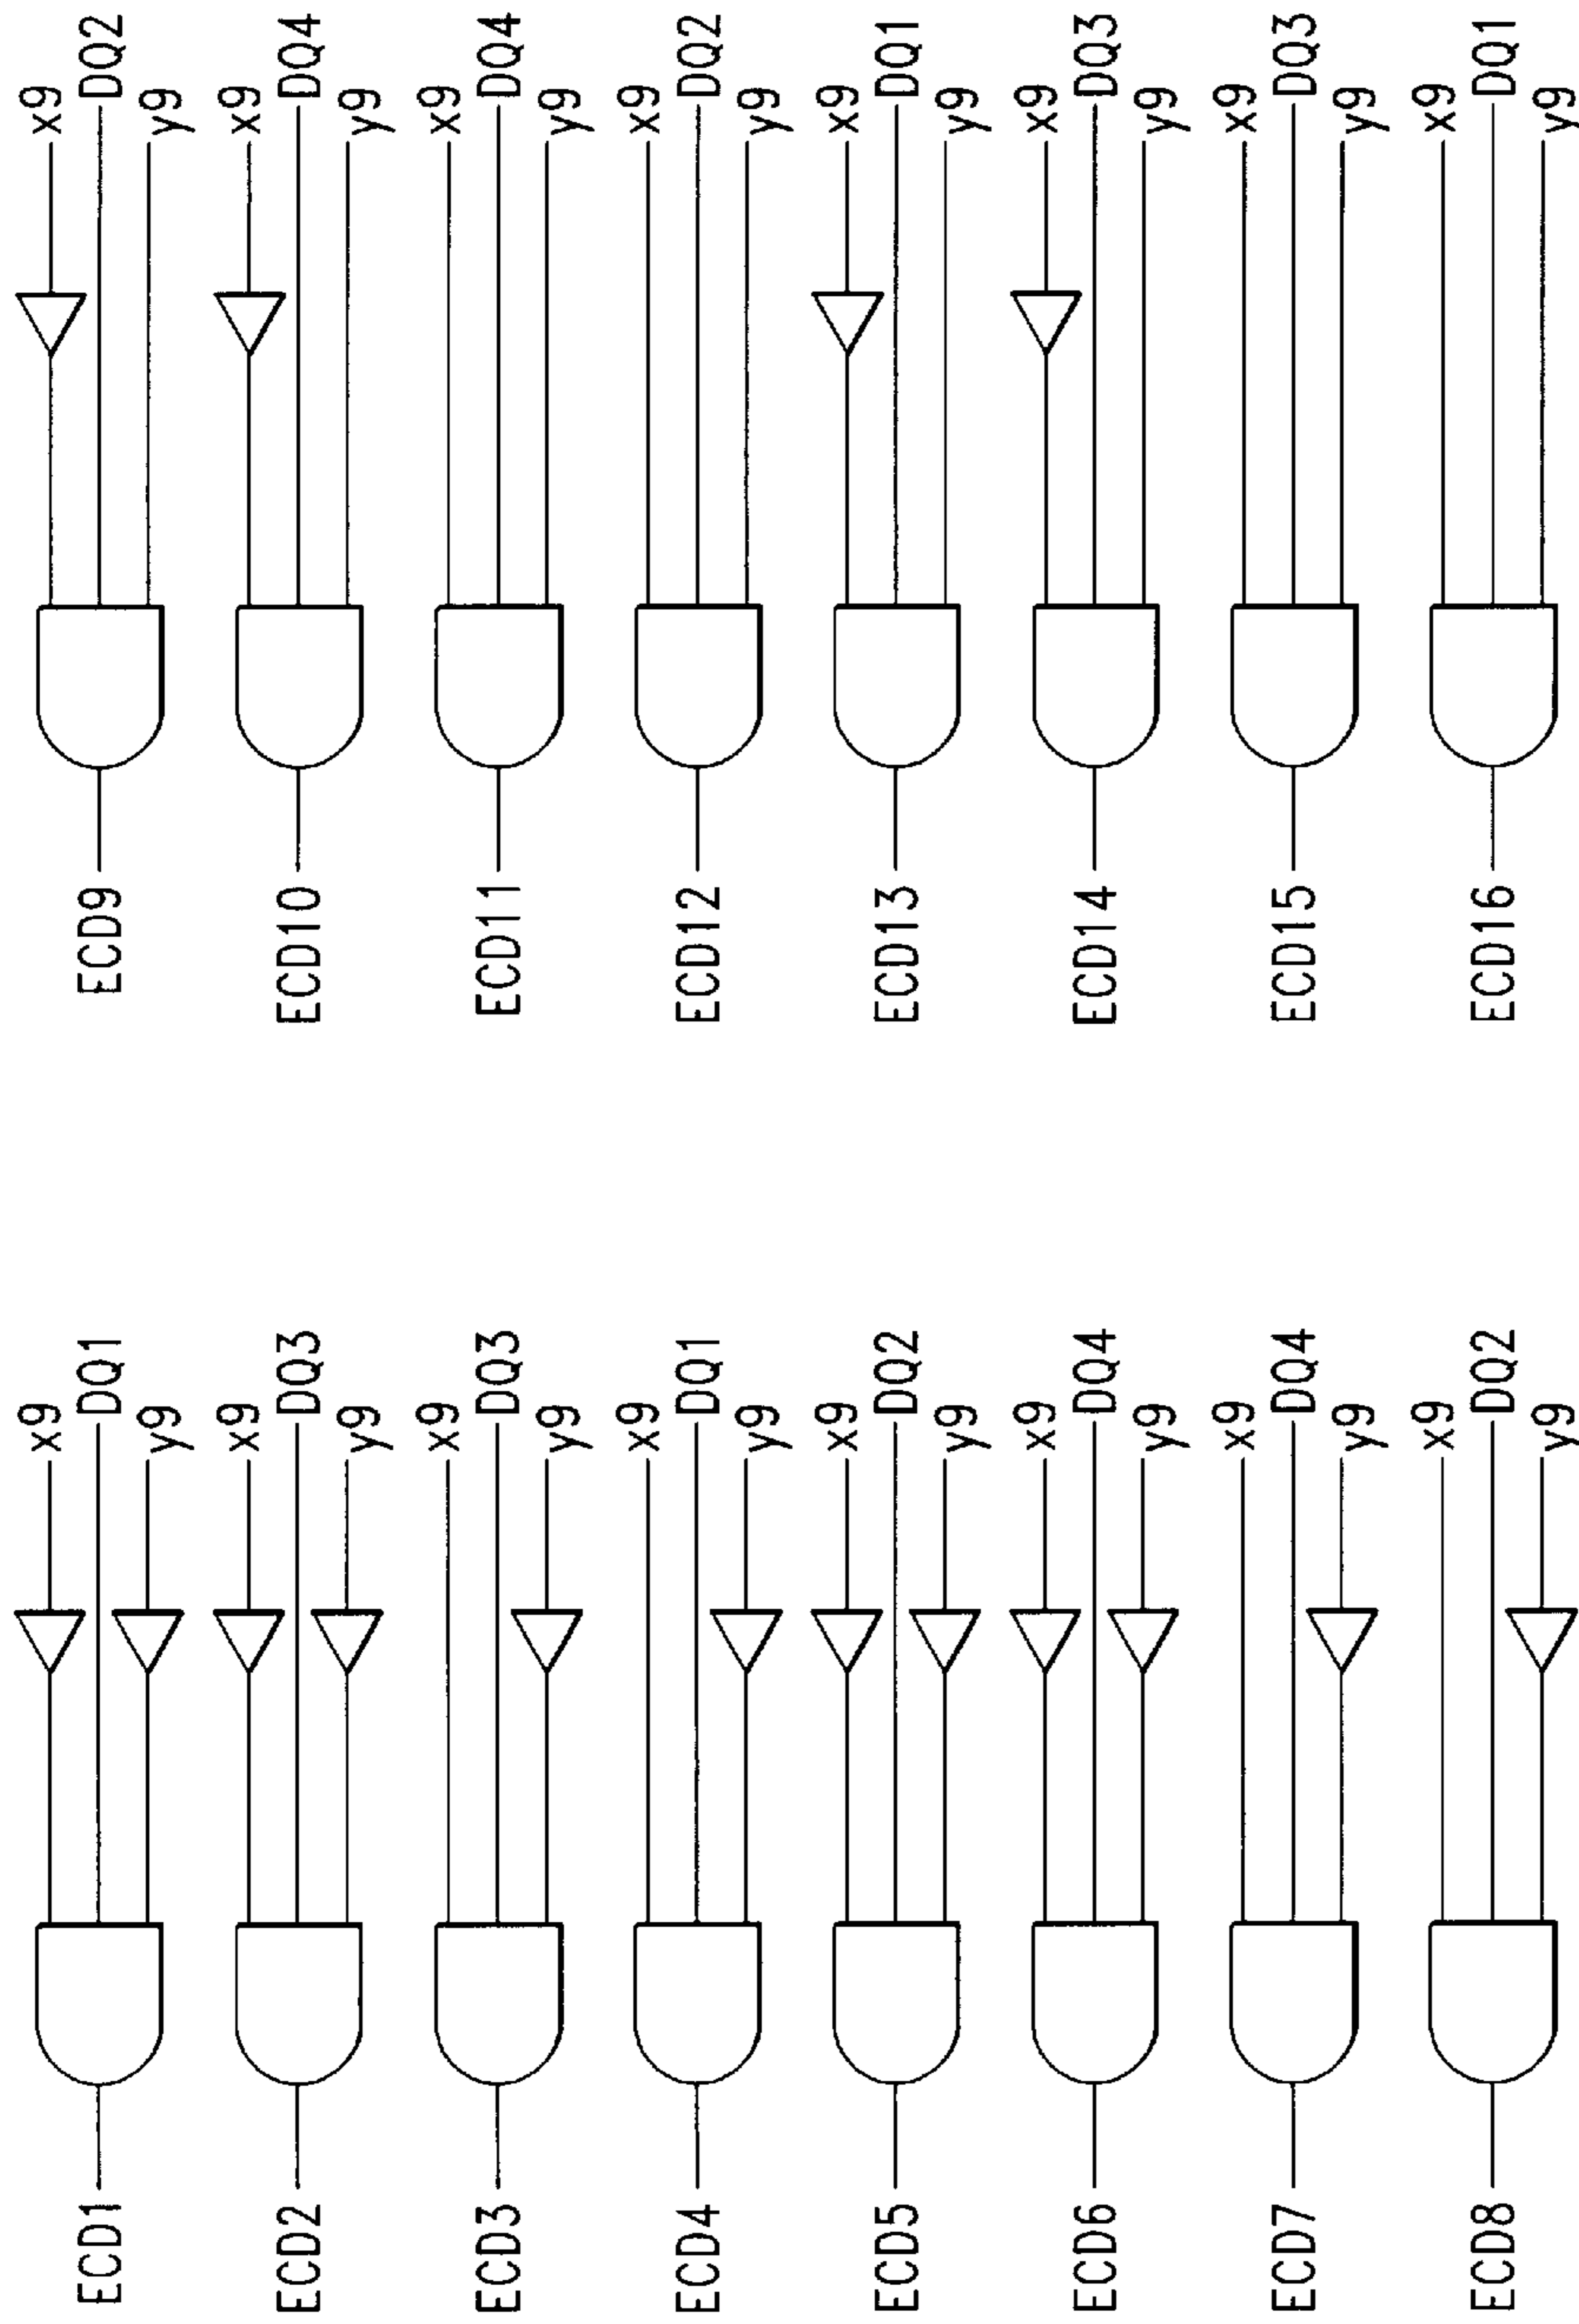 x9
DQ2
y9
ECD9
x9
DQ4
y9
ECD10
x9
DQ4
y9
ECD11
x9
DQ2
y9
ECD12
x9
DQ1
y9
ECD13
x9
DQ3
y9
ECD14
x9
DQ3
y9
ECD15
x9
DQ1
y9
ECD16
x9
DQ1
y9
ECD1
x9
DQ3
y9
ECD2
x9
DQ3
y9
ECD3
x9
DQ1
y9
ECD4
x9
DQ2
y9
ECD5
x9
DQ4
y9
ECD6
x9
DQ4
y9
ECD7
x9
DQ2
y9
ECD8